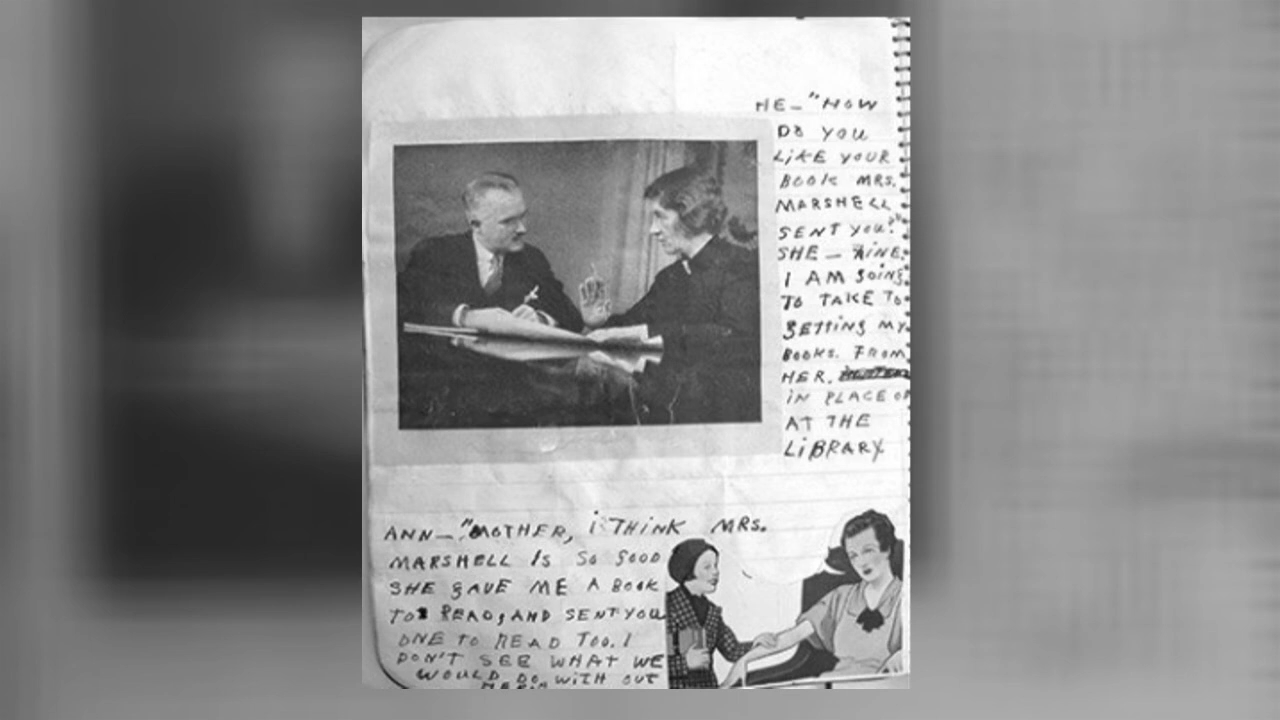 HE — "HOW
DO YOU
LIKE YOUR
BOOK MRS.
MARSHELL
SENT YOU."
SHE —
I AM GOING
TO TAKE TO
GETTING MY
BOOKS. FROM
HER.
IN PLACE OF
AT THE
LIBRARY
ANN — "MOTHER, I THINK MRS.
MARSHELL IS SO GOOD
SHE GAVE ME A BOOK
TO READ, AND SENT YOU
ONE TO READ TOO. I
DON'T SEE WHAT WE
WOULD DO WITH OUT